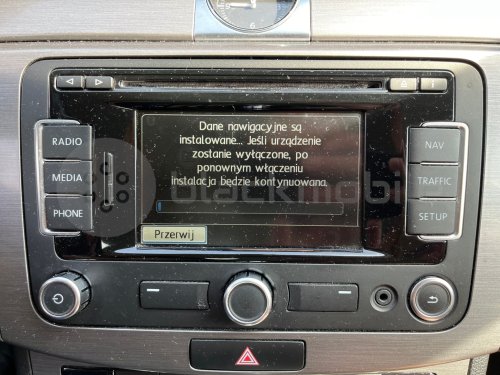 RADIO
MEDIA
PHONE
Dane nawigacyjne są
instalowane... Jeśli urządzenie
zostanie wyłączone, po
ponownym włączeniu
instalacja będzie kontynuowana.
Przerwij
NAV
TRAFFIC
SETUP
blackmobi